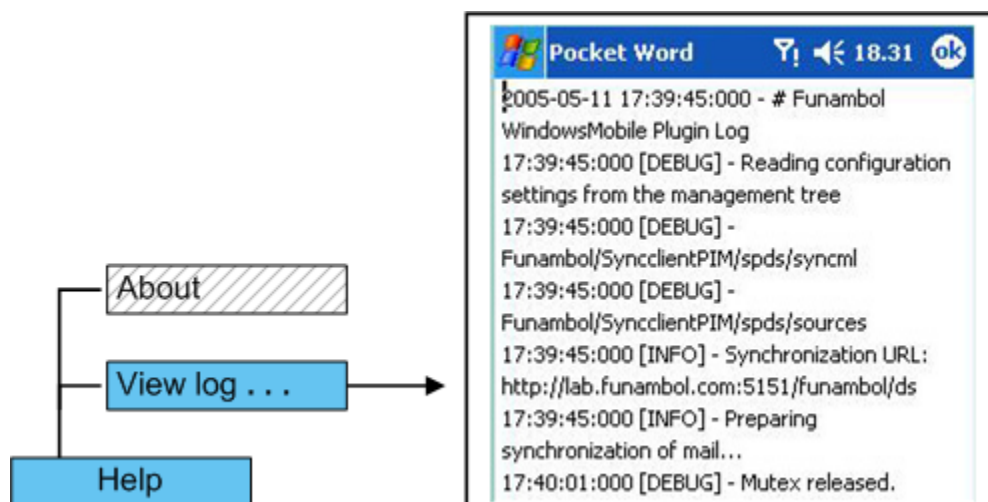 About
View log . . .
Help
Pocket Word 18.31 ok
2005-05-11 17:39:45:000 - # Funambol
WindowsMobile Plugin Log
17:39:45:000 [DEBUG] - Reading configuration
settings from the management tree
17:39:45:000 [DEBUG] -
Funambol/SyncclientPIM/spds/syncml
17:39:45:000 [DEBUG] -
Funambol/SyncclientPIM/spds/sources
17:39:45:000 [INFO] - Synchronization URL:
http://lab.funambol.com:5151/funambol/ds
17:39:45:000 [INFO] - Preparing
synchronization of mail...
17:40:01:000 [DEBUG] - Mutex released.